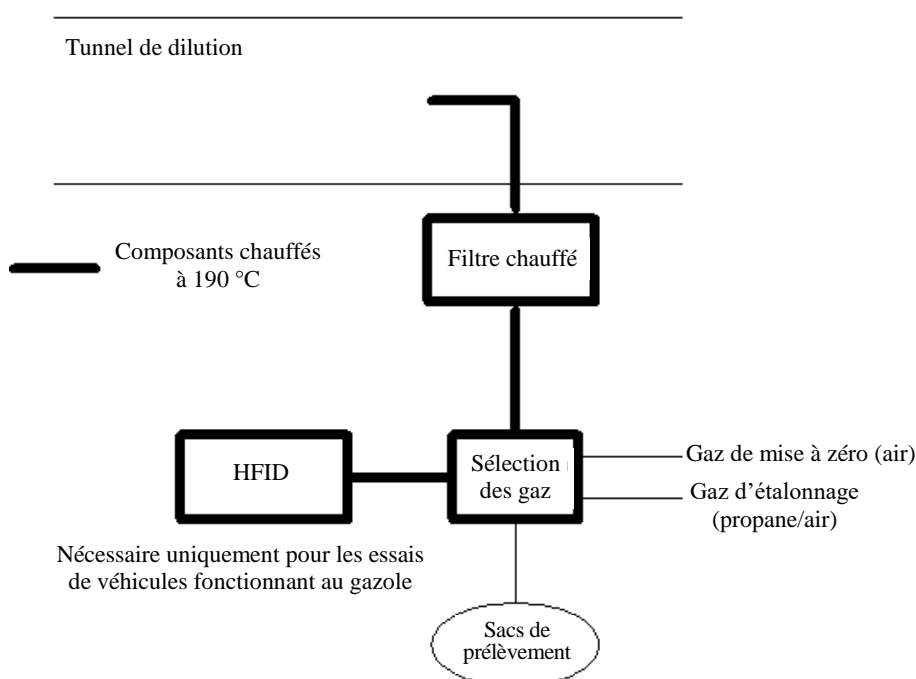 Tunnel de dilution
Composants chauffés
à 190 °C
Filtre chauffé
HFID
Sélection
des gaz
Gaz de mise à zéro (air)
Gaz d’étalonnage
(propane/air)
Nécessaire uniquement pour les essais
de véhicules fonctionnant au gazole
Sacs de
prélèvement